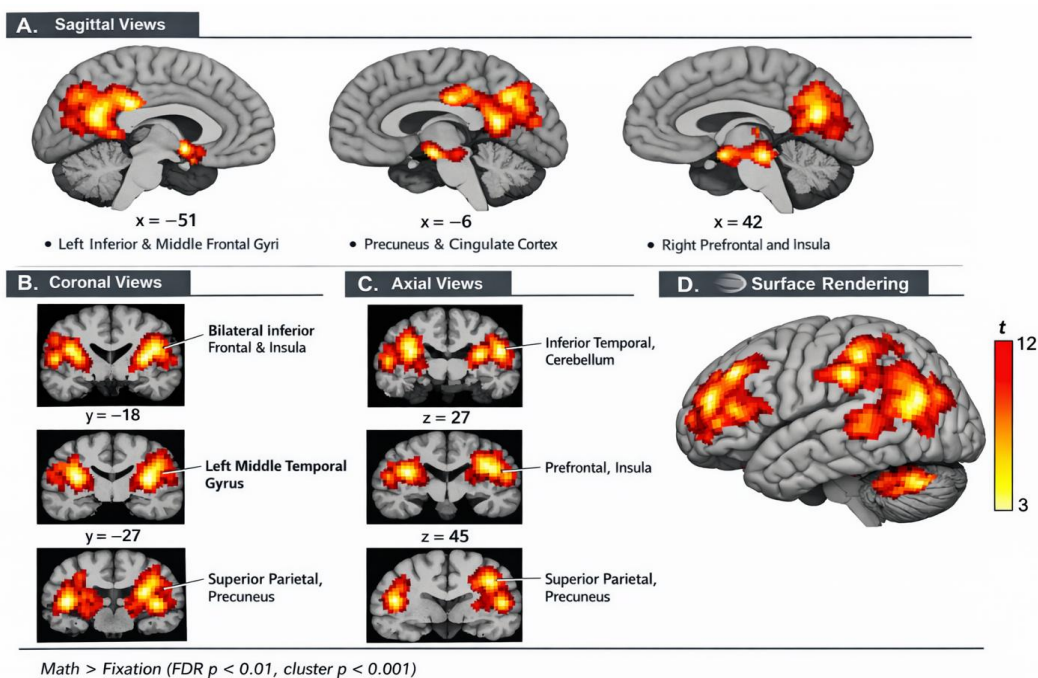 A. Sagittal Views
x = −51
x = −6
x = 42
• Left Inferior & Middle Frontal Gyri
• Precuneus & Cingulate Cortex
• Right Prefrontal and Insula
B. Coronal Views
Bilateral inferior
Frontal & Insula
y = −18
Left Middle Temporal
Gyrus
y = −27
Superior Parietal,
Precuneus
C. Axial Views
Inferior Temporal,
Cerebellum
z = 27
Prefrontal, Insula
z = 45
Superior Parietal,
Precuneus
D. Surface Rendering
t
12
3
Math > Fixation (FDR p < 0.01, cluster p < 0.001)